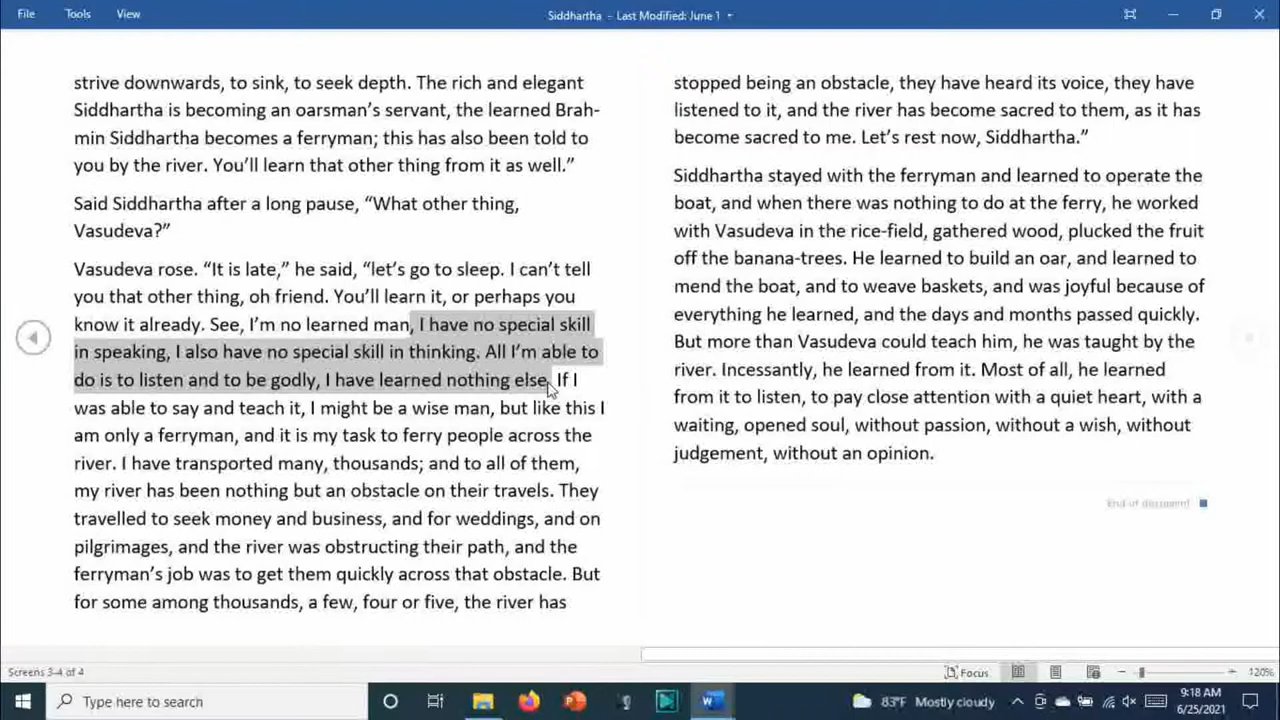 File Tools View Siddhartha - Last Modified: June 1
strive downwards, to sink, to seek depth. The rich and elegant
Siddhartha is becoming an oarsman’s servant, the learned Brah-
min Siddhartha becomes a ferryman; this has also been told to
you by the river. You’ll learn that other thing from it as well.”
Said Siddhartha after a long pause, “What other thing,
Vasudeva?”
Vasudeva rose. “It is late,” he said, “let’s go to sleep. I can’t tell
you that other thing, oh friend. You’ll learn it, or perhaps you
know it already. See, I’m no learned man, I have no special skill
in speaking, I also have no special skill in thinking. All I’m able to
do is to listen and to be godly, I have learned nothing else. If I
was able to say and teach it, I might be a wise man, but like this I
am only a ferryman, and it is my task to ferry people across the
river. I have transported many, thousands; and to all of them,
my river has been nothing but an obstacle on their travels. They
travelled to seek money and business, and for weddings, and on
pilgrimages, and the river was obstructing their path, and the
ferryman’s job was to get them quickly across that obstacle. But
for some among thousands, a few, four or five, the river has
stopped being an obstacle, they have heard its voice, they have
listened to it, and the river has become sacred to them, as it has
become sacred to me. Let’s rest now, Siddhartha.”
Siddhartha stayed with the ferryman and learned to operate the
boat, and when there was nothing to do at the ferry, he worked
with Vasudeva in the rice-field, gathered wood, plucked the fruit
off the banana-trees. He learned to build an oar, and learned to
mend the boat, and to weave baskets, and was joyful because of
everything he learned, and the days and months passed quickly.
But more than Vasudeva could teach him, he was taught by the
river. Incessantly, he learned from it. Most of all, he learned
from it to listen, to pay close attention with a quiet heart, with a
waiting, opened soul, without passion, without a wish, without
judgement, without an opinion.
End of document
Screens 3-4 of 4 Focus 120%
Type here to search 83°F Mostly cloudy 9:18 AM
6/25/2021